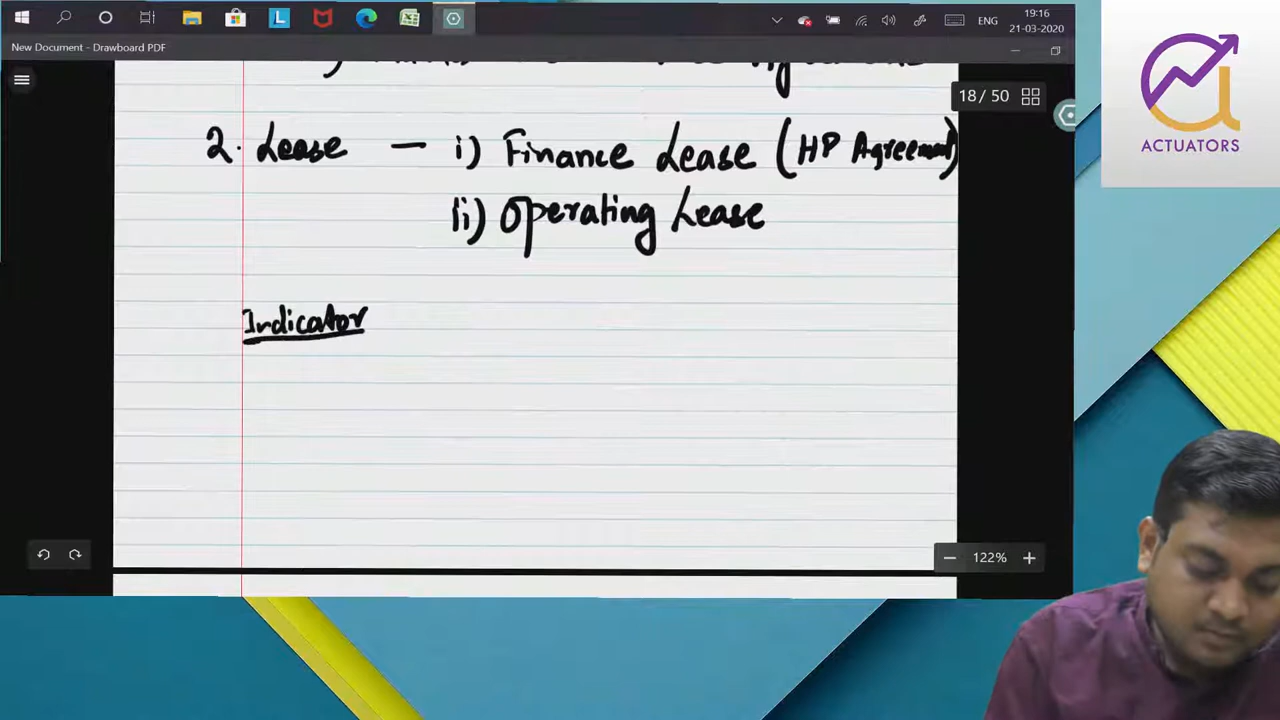 19:16
ENG
21-03-2020
New Document - Drawboard PDF
18 / 50
2. Lease — i) Finance Lease (HP Agreement)
ii) Operating Lease
Indicator
122%
ACTUATORS